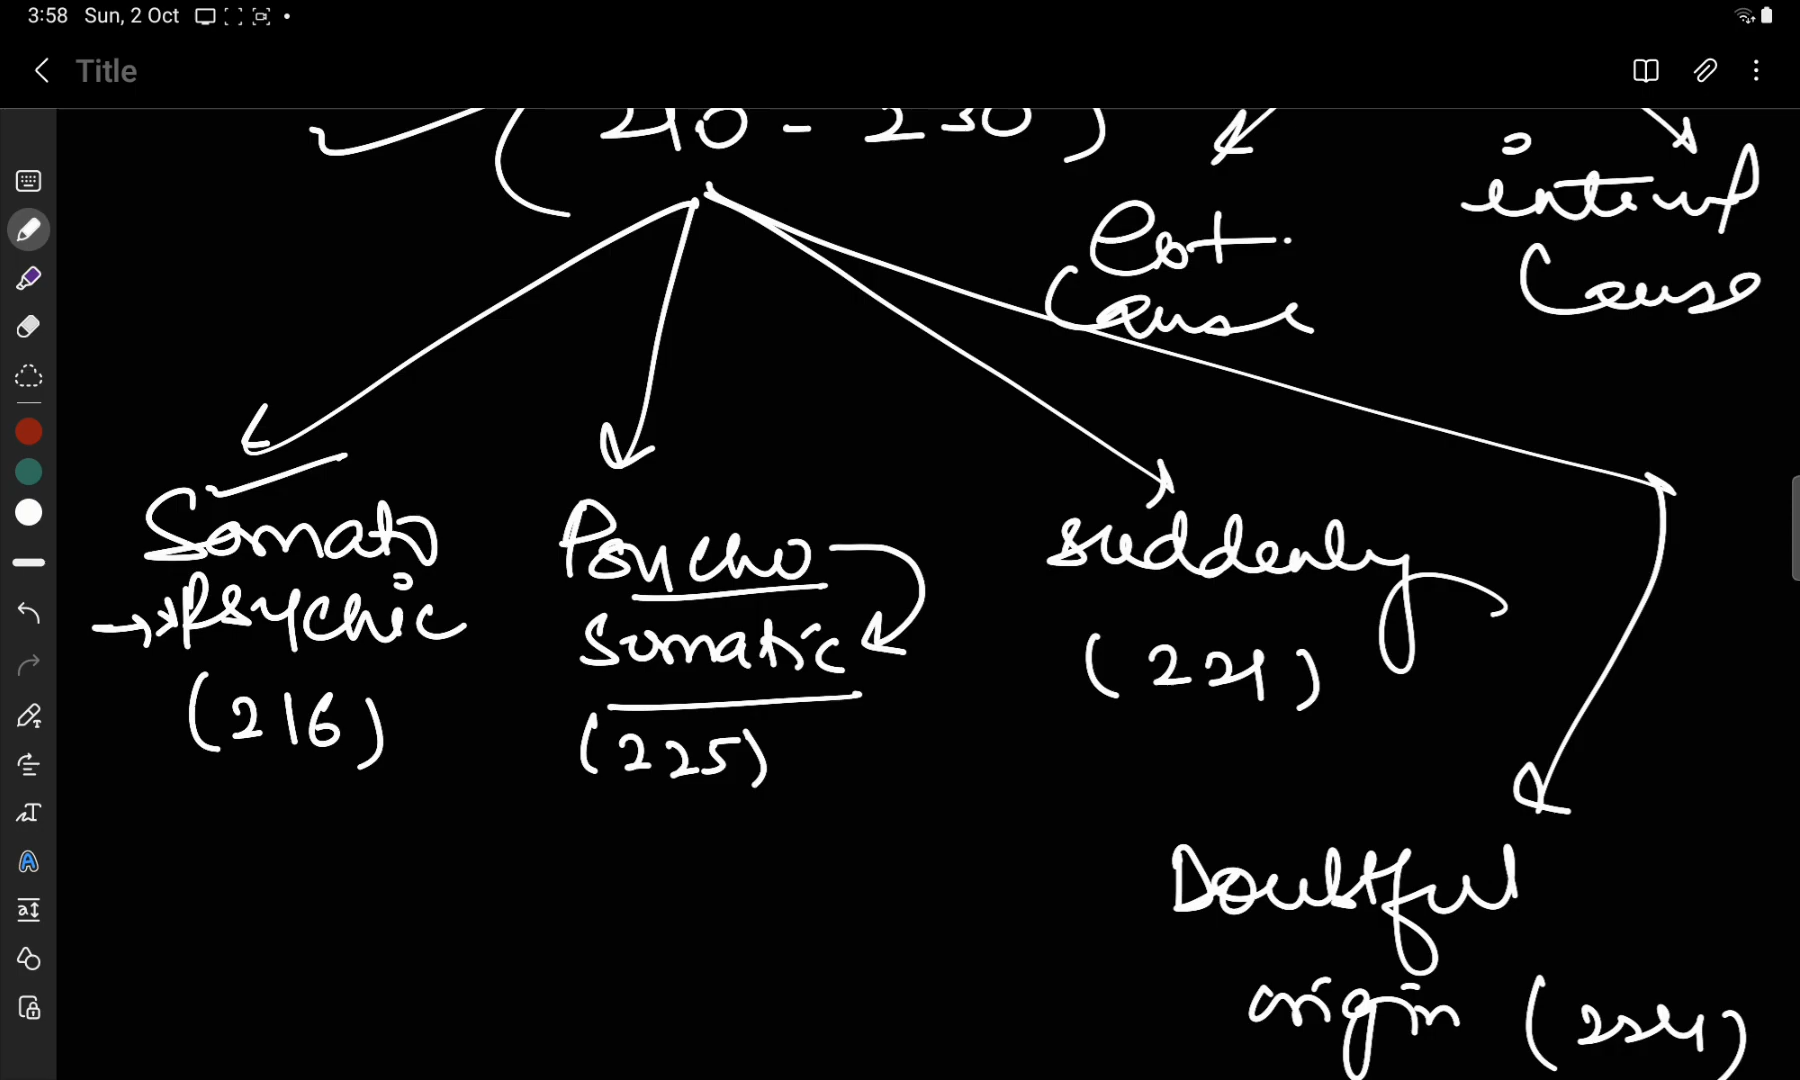 3:58 Sun, 2 Oct
Title
(210 - 230)
Ext.
Cause
internal
Cause
Somato
→ Psychic
(216)
Psycho
Somatic
(225)
suddenly
(221)
Doubtful
origin (224)